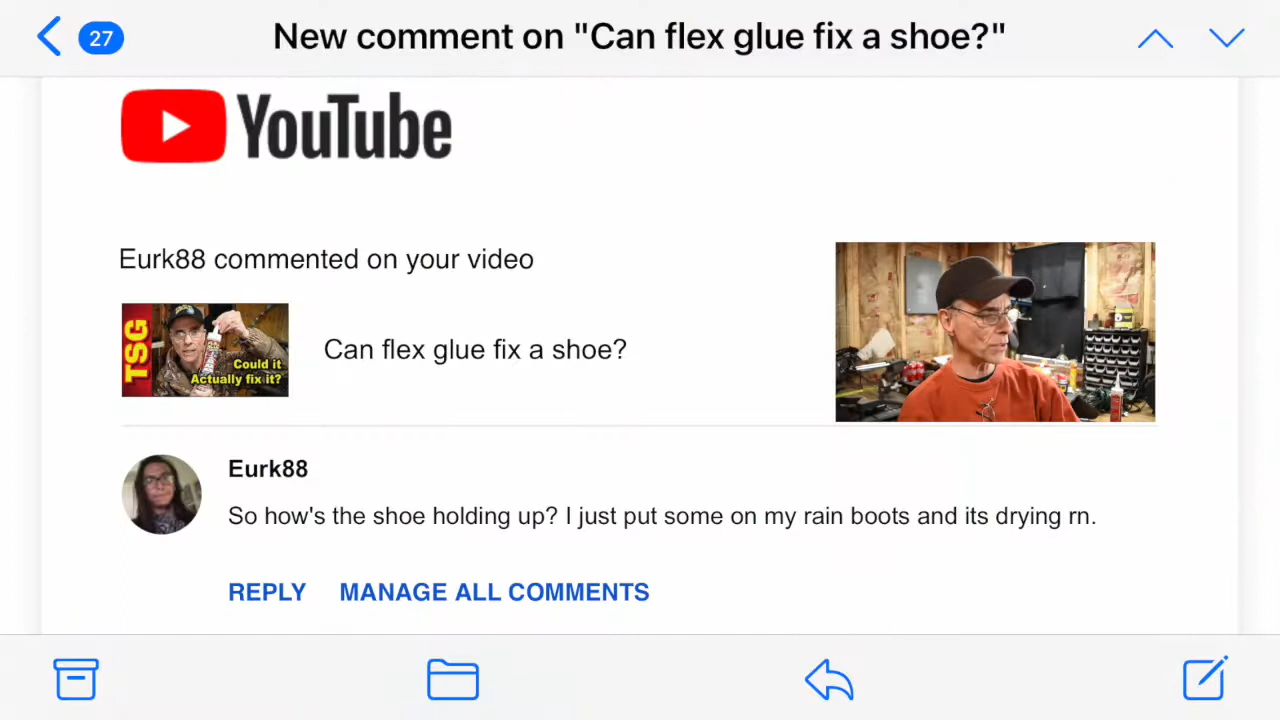 27
New comment on "Can flex glue fix a shoe?"
YouTube
Eurk88 commented on your video
TSG
Could it
Actually fix it?
Can flex glue fix a shoe?
Eurk88
So how's the shoe holding up? I just put some on my rain boots and its drying rn.
REPLY MANAGE ALL COMMENTS